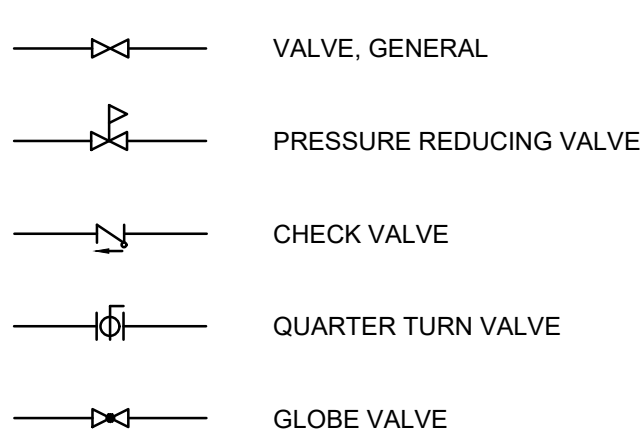 VALVE, GENERAL
PRESSURE REDUCING VALVE
CHECK VALVE
QUARTER TURN VALVE
GLOBE VALVE